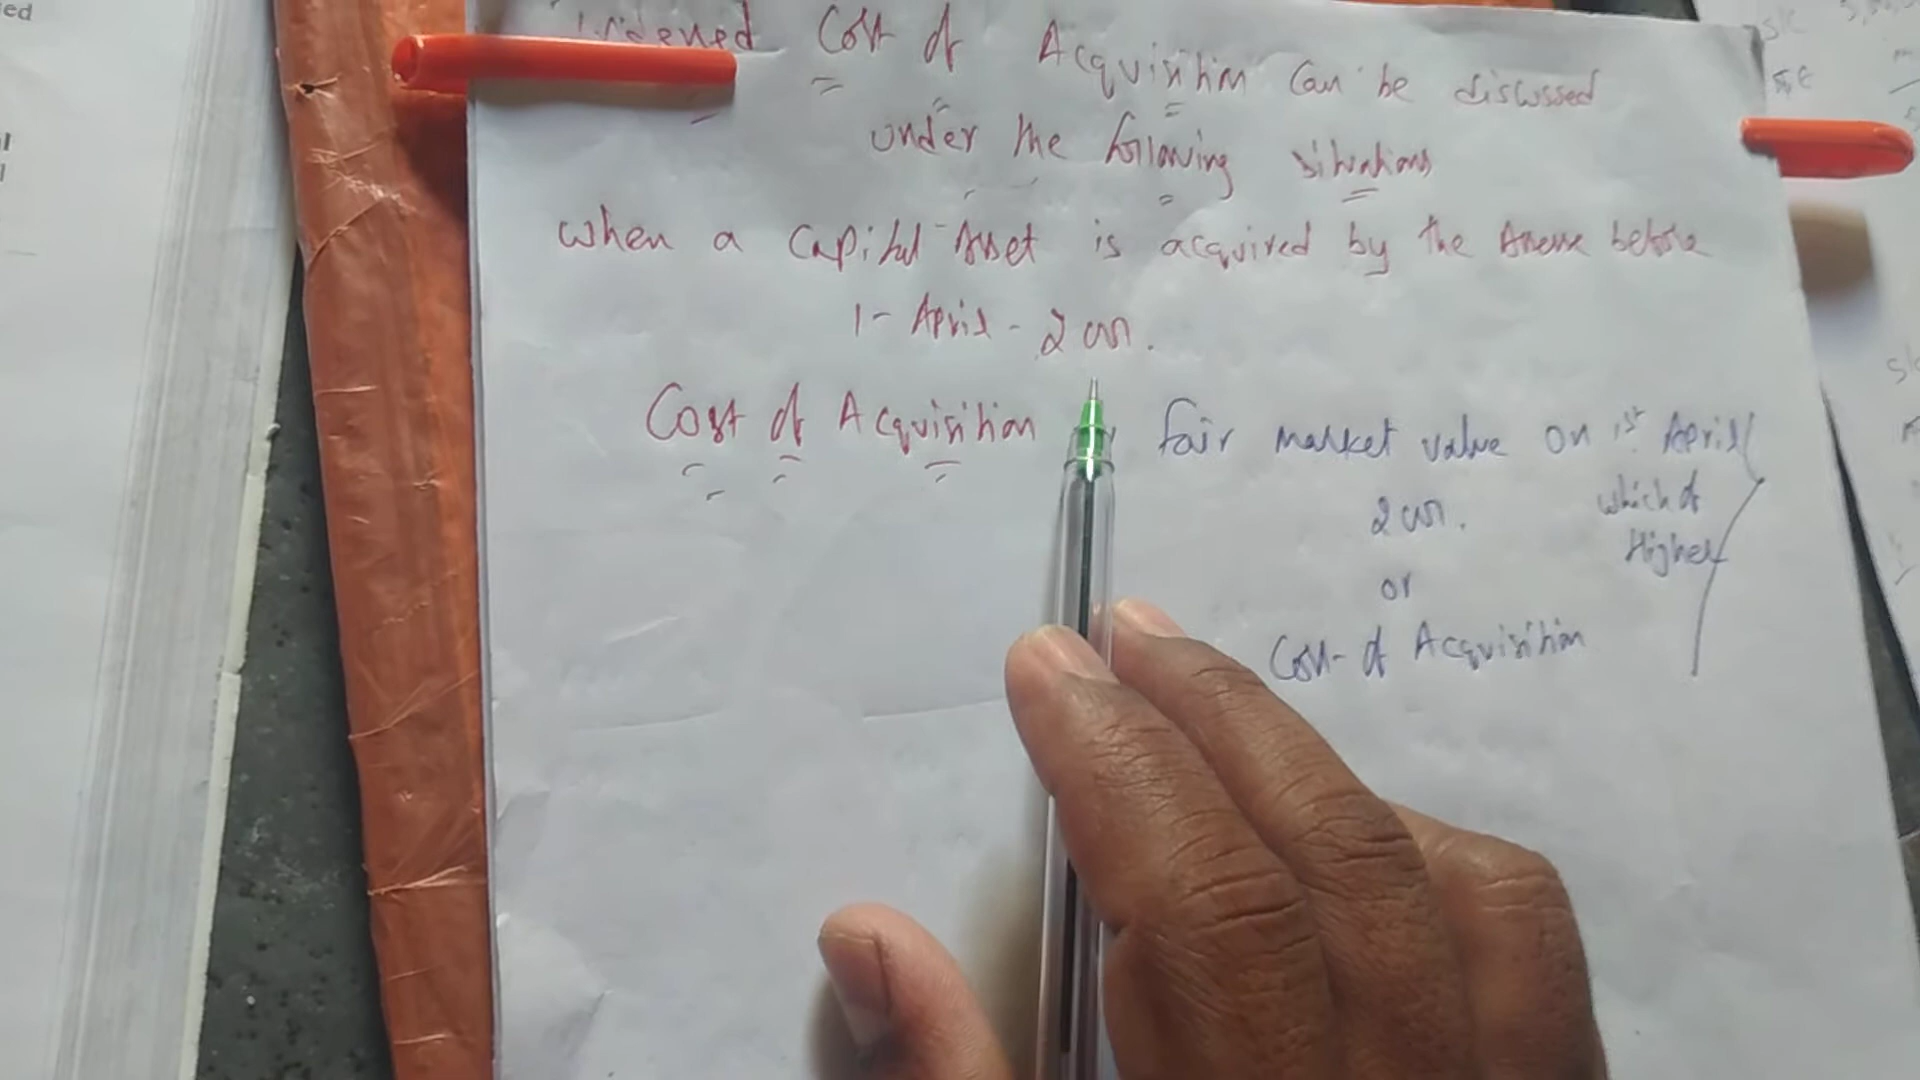 Indexed Cost of Acquisition can be discussed
under the following situations
when a capital Asset is acquired by the Assesse before
1- April - 2001.
Cost of Acquisition
fair market value on 1st April
2001.
which of
Higher
or
Cost of Acquisition
ed